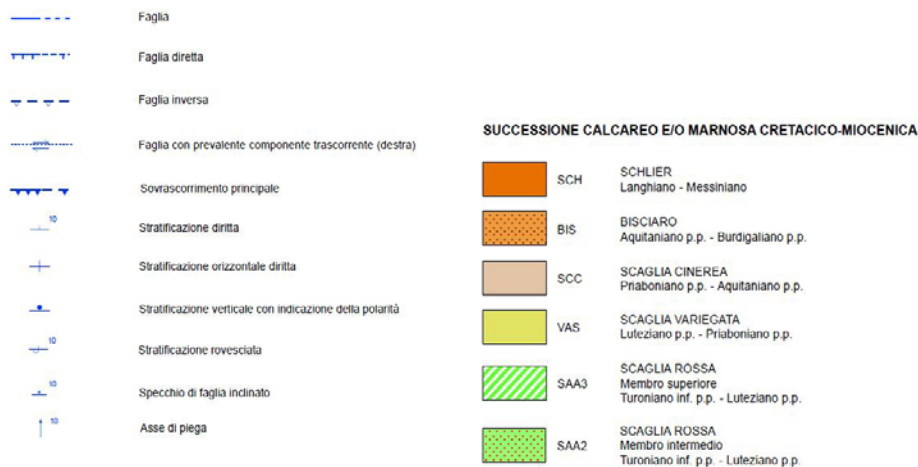 Faglia
Faglia diretta
Faglia inversa
Faglia con prevalente componente trascorrente (destra)
Sovrascorrimento principale
10
Stratificazione diritta
Stratificazione orizzontale diritta
Stratificazione verticale con indicazione della polarità
10
Stratificazione rovesciata
10
Specchio di faglia inclinato
10
Asse di piega
SUCCESSIONE CALCAREO E/O MARNOSA CRETACICO-MIOCENICA
SCH
SCHLIER
Langhiano - Messiniano
BIS
BISCIARO
Aquitaniano p.p. - Burdigaliano p.p.
SCC
SCAGLIA CINEREA
Priaboniano p.p. - Aquitaniano p.p.
VAS
SCAGLIA VARIEGATA
Luteziano p.p. - Priaboniano p.p.
SAA3
SCAGLIA ROSSA
Membro superiore
Turoniano inf. p.p. - Luteziano p.p.
SAA2
SCAGLIA ROSSA
Membro intermedio
Turoniano inf. p.p. - Luteziano p.p.